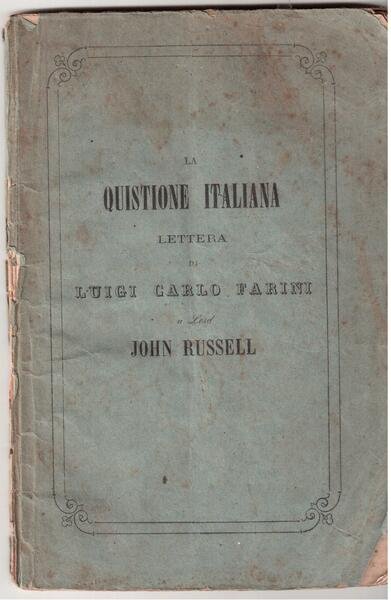 LA
QUISTIONE ITALIANA
LETTERA
DI
LUIGI CARLO FARINI
a Lord
JOHN RUSSELL